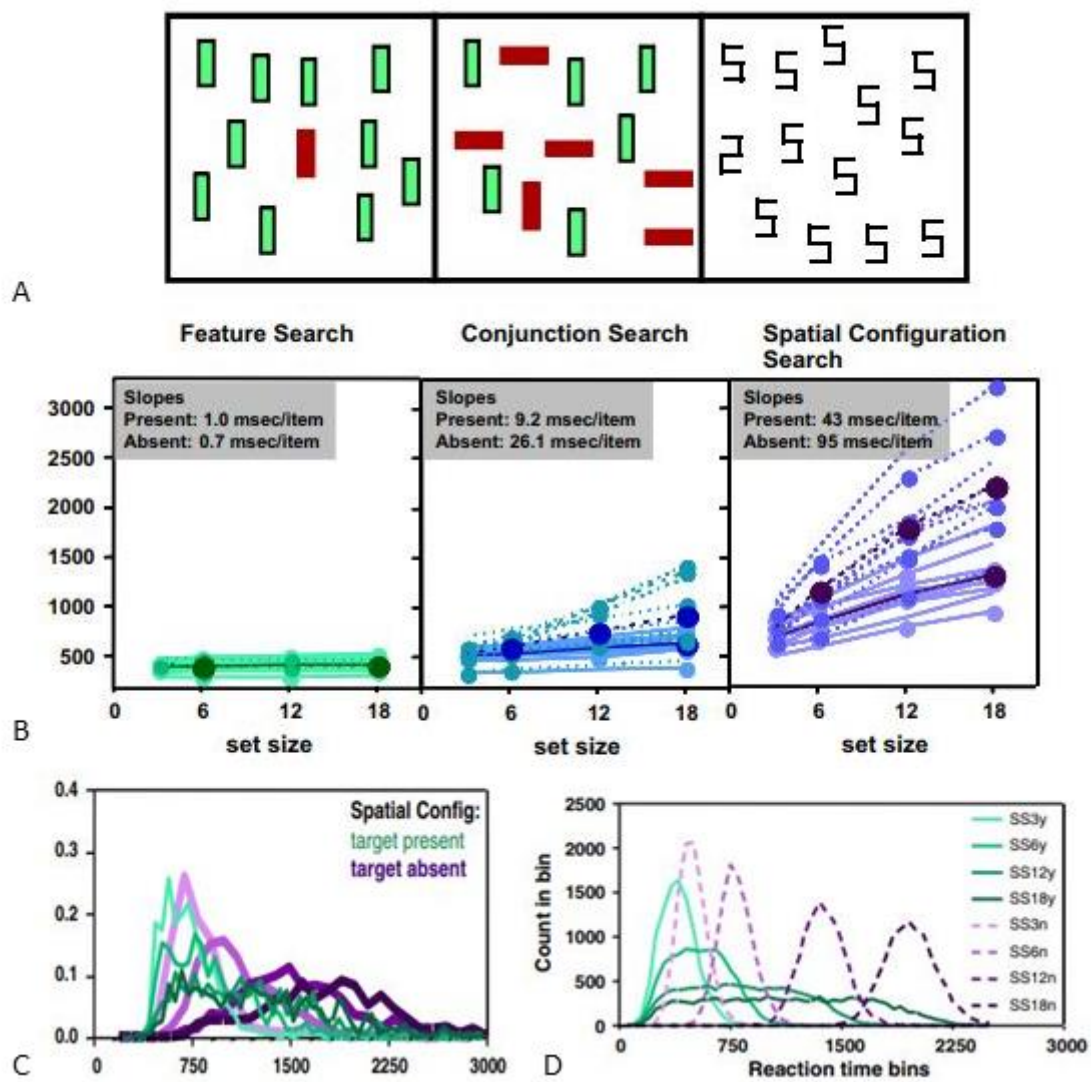 A
Feature Search
Conjunction Search
Spatial Configuration
Search
Slopes
Present: 1.0 msec/item
Absent: 0.7 msec/item
Slopes
Present: 9.2 msec/item
Absent: 26.1 msec/item
Slopes
Present: 43 msec/item
Absent: 95 msec/item
3000
2500
2000
1500
1000
500
0 6 12 18
0 6 12 18
0 6 12 18
B
set size
set size
set size
0.4
0.3
0.2
0.1
0.0
Spatial Config:
target present
target absent
0 750 1500 2250 3000
C
Count in bin
2500
2000
1500
1000
500
0
SS3y
SS6y
SS12y
SS18y
SS3n
SS6n
SS12n
SS18n
0 750 1500 2250 3000
D
Reaction time bins